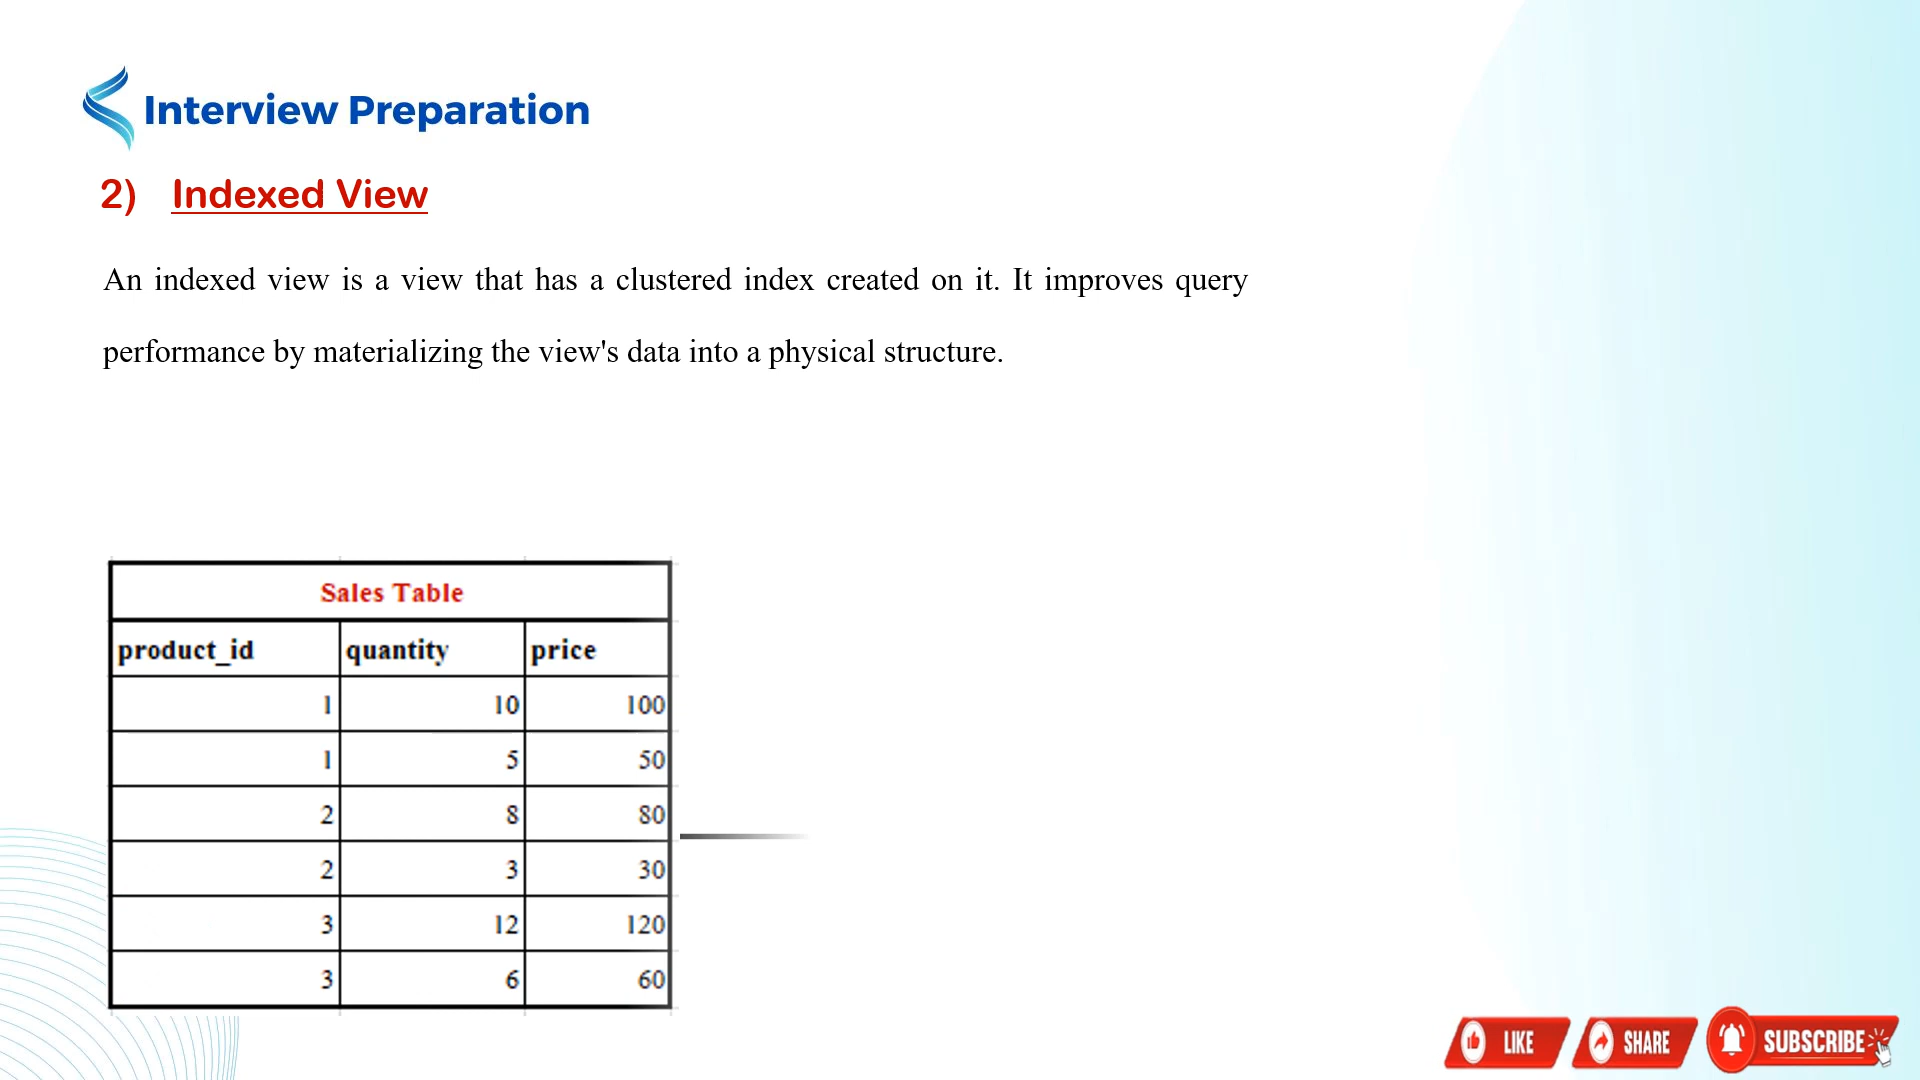 Interview Preparation
2) Indexed View
An indexed view is a view that has a clustered index created on it. It improves query
performance by materializing the view's data into a physical structure.
Sales Table
product_id quantity price
1 10 100
1 5 50
2 8 80
2 3 30
3 12 120
3 6 60
LIKE SHARE SUBSCRIBE